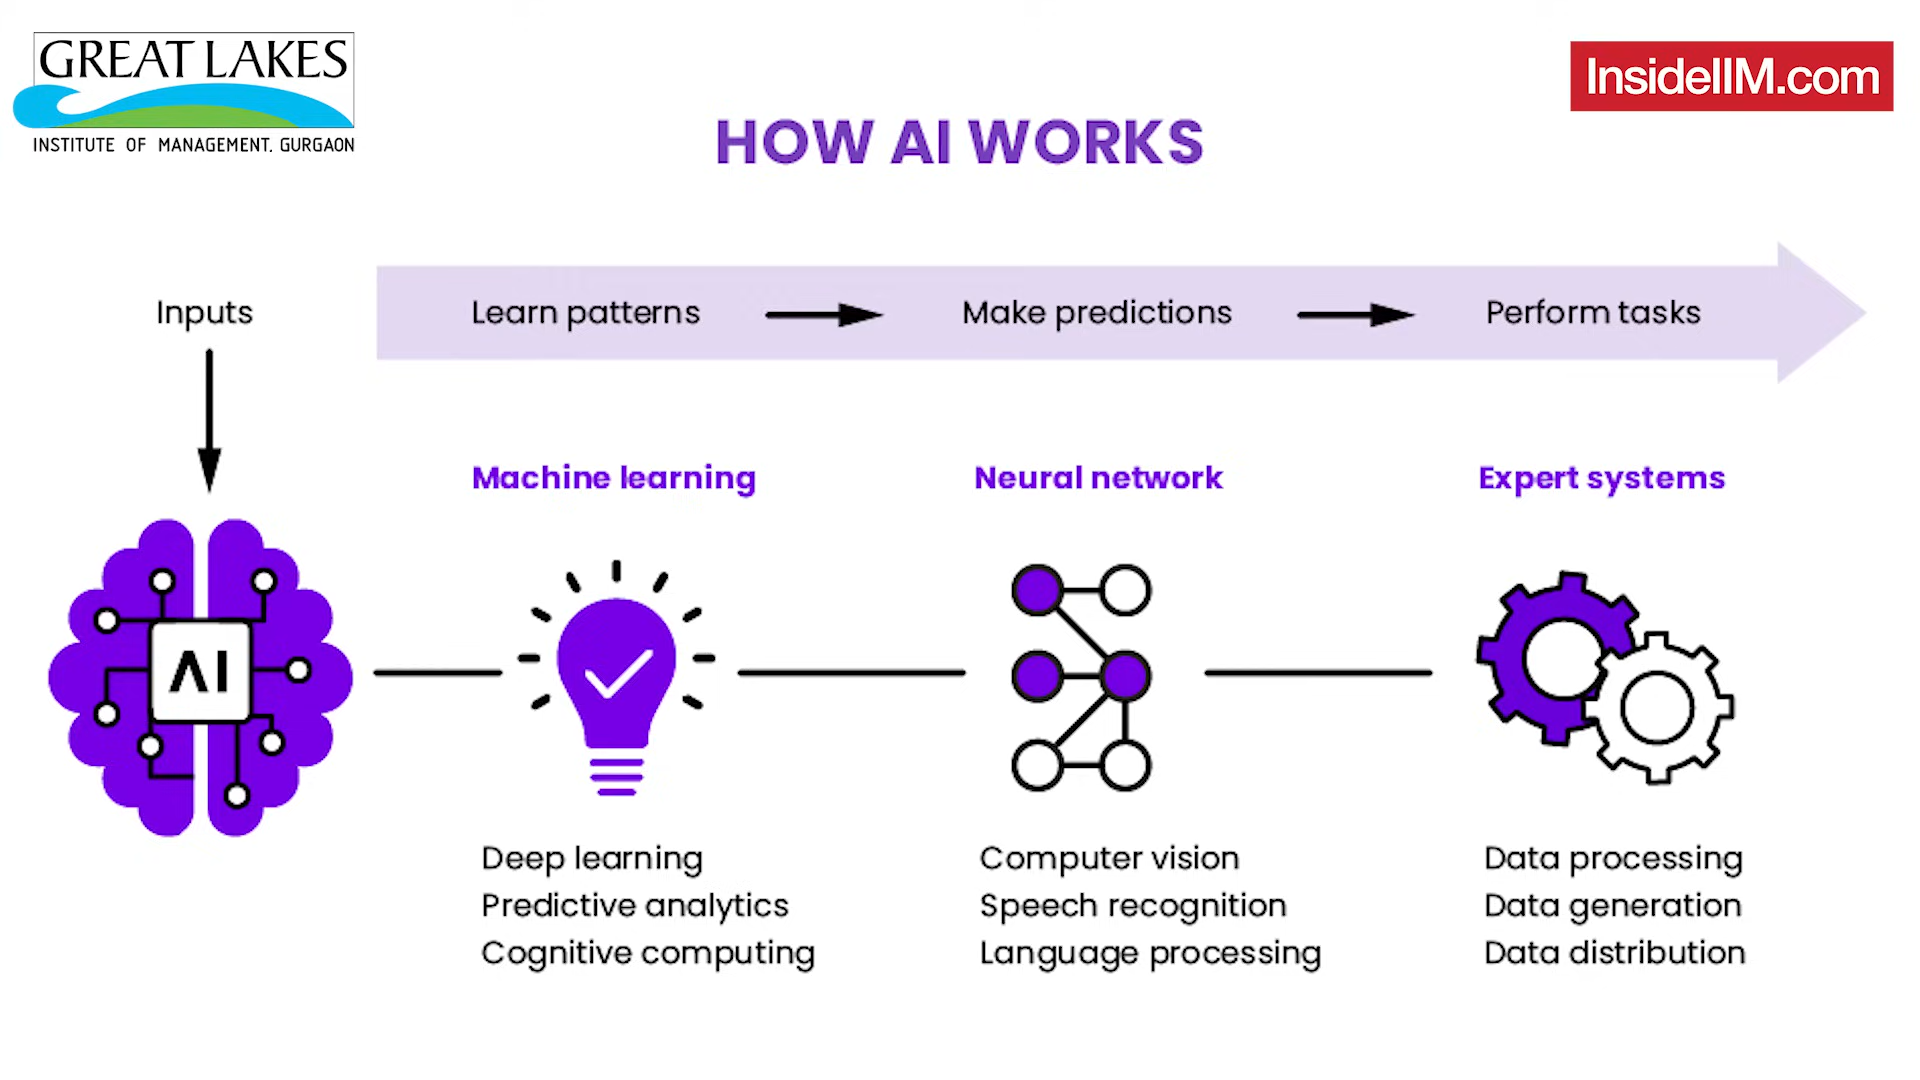 GREAT LAKES
INSTITUTE OF MANAGEMENT, GURGAON
InsideIIM.com
HOW AI WORKS
Inputs
Learn patterns
Make predictions
Perform tasks
Machine learning
Neural network
Expert systems
AI
Deep learning
Predictive analytics
Cognitive computing
Computer vision
Speech recognition
Language processing
Data processing
Data generation
Data distribution